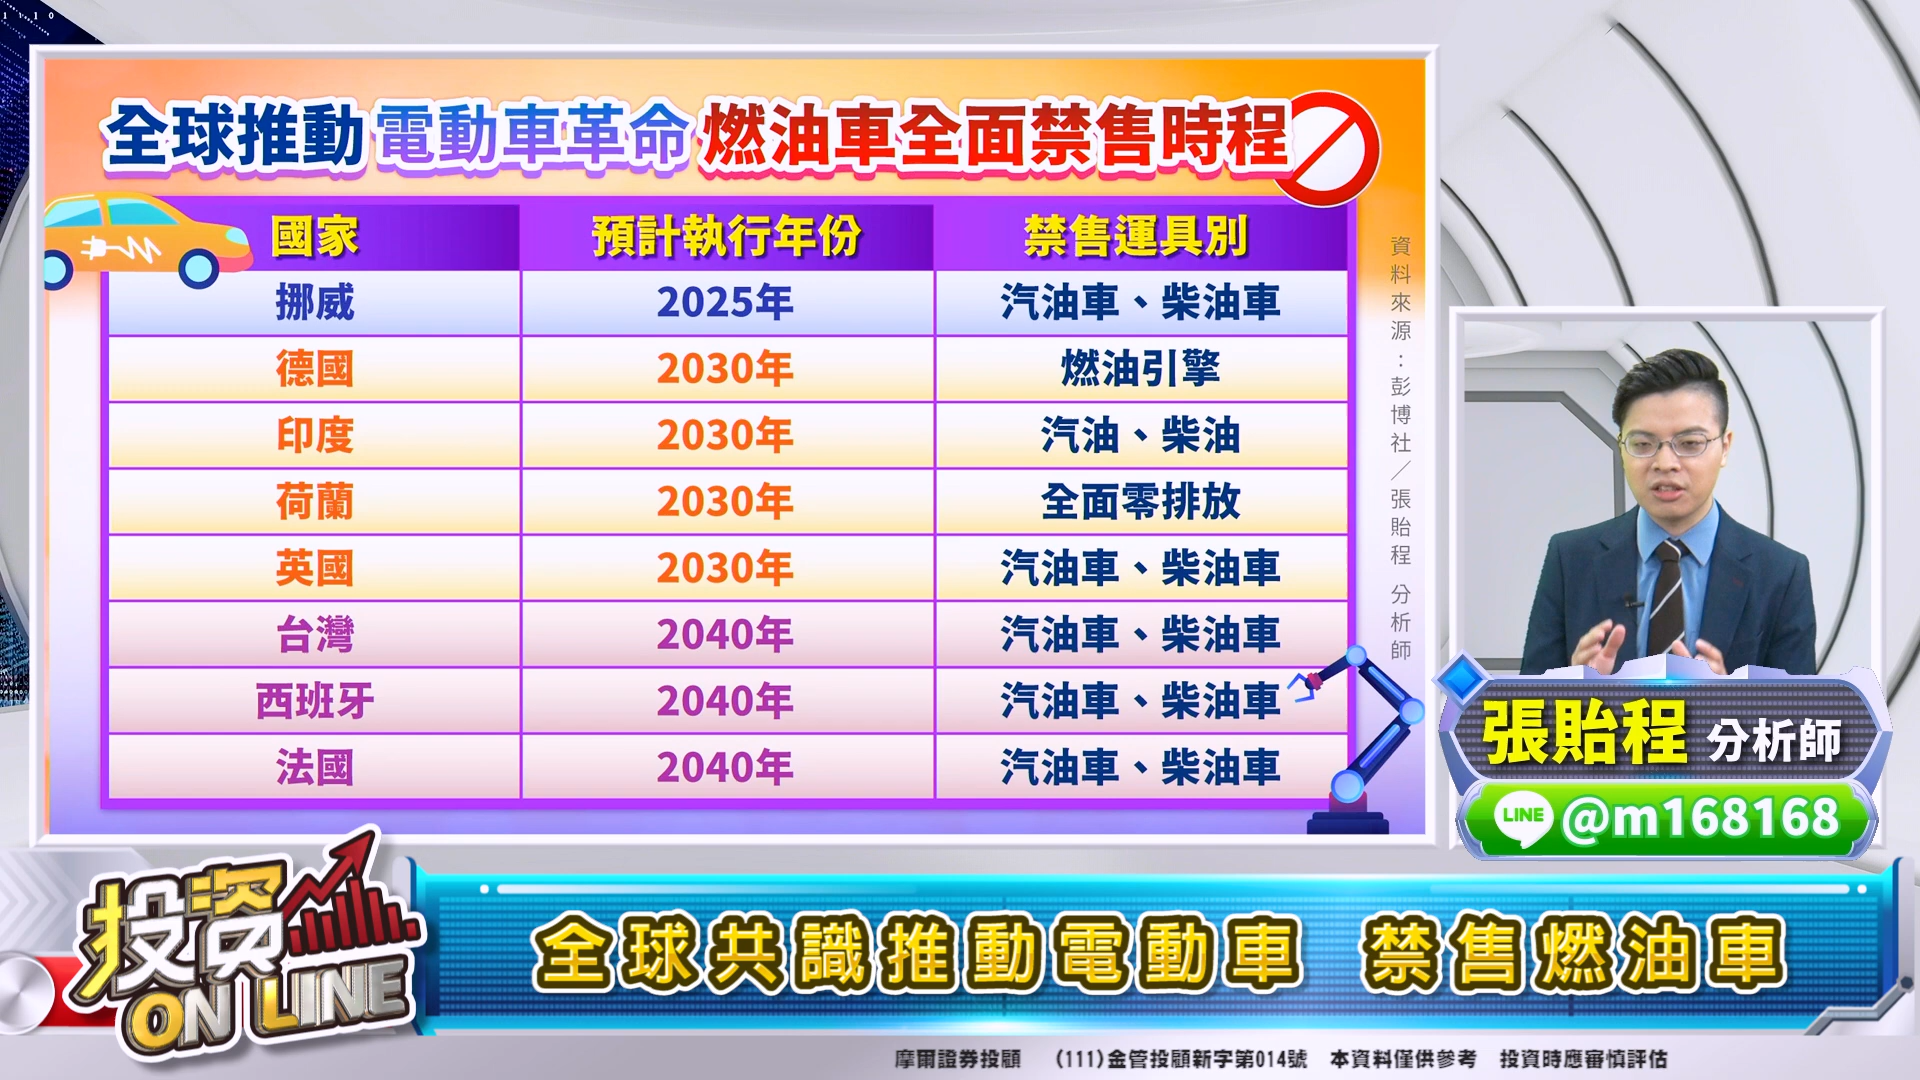 全球推動電動車革命 燃油車全面禁售時程
國家 預計執行年份 禁售運具別
挪威 2025年 汽油車、柴油車
德國 2030年 燃油引擎
印度 2030年 汽油、柴油
荷蘭 2030年 全面零排放
英國 2030年 汽油車、柴油車
台灣 2040年 汽油車、柴油車
西班牙 2040年 汽油車、柴油車
法國 2040年 汽油車、柴油車
資料來源：彭博社／張貽程 分析師
張貽程 分析師
LINE @m168168
投資
ON LINE
全球共識推動電動車 禁售燃油車
摩爾證券投顧 (111)金管投顧新字第014號 本資料僅供參考 投資時應審慎評估